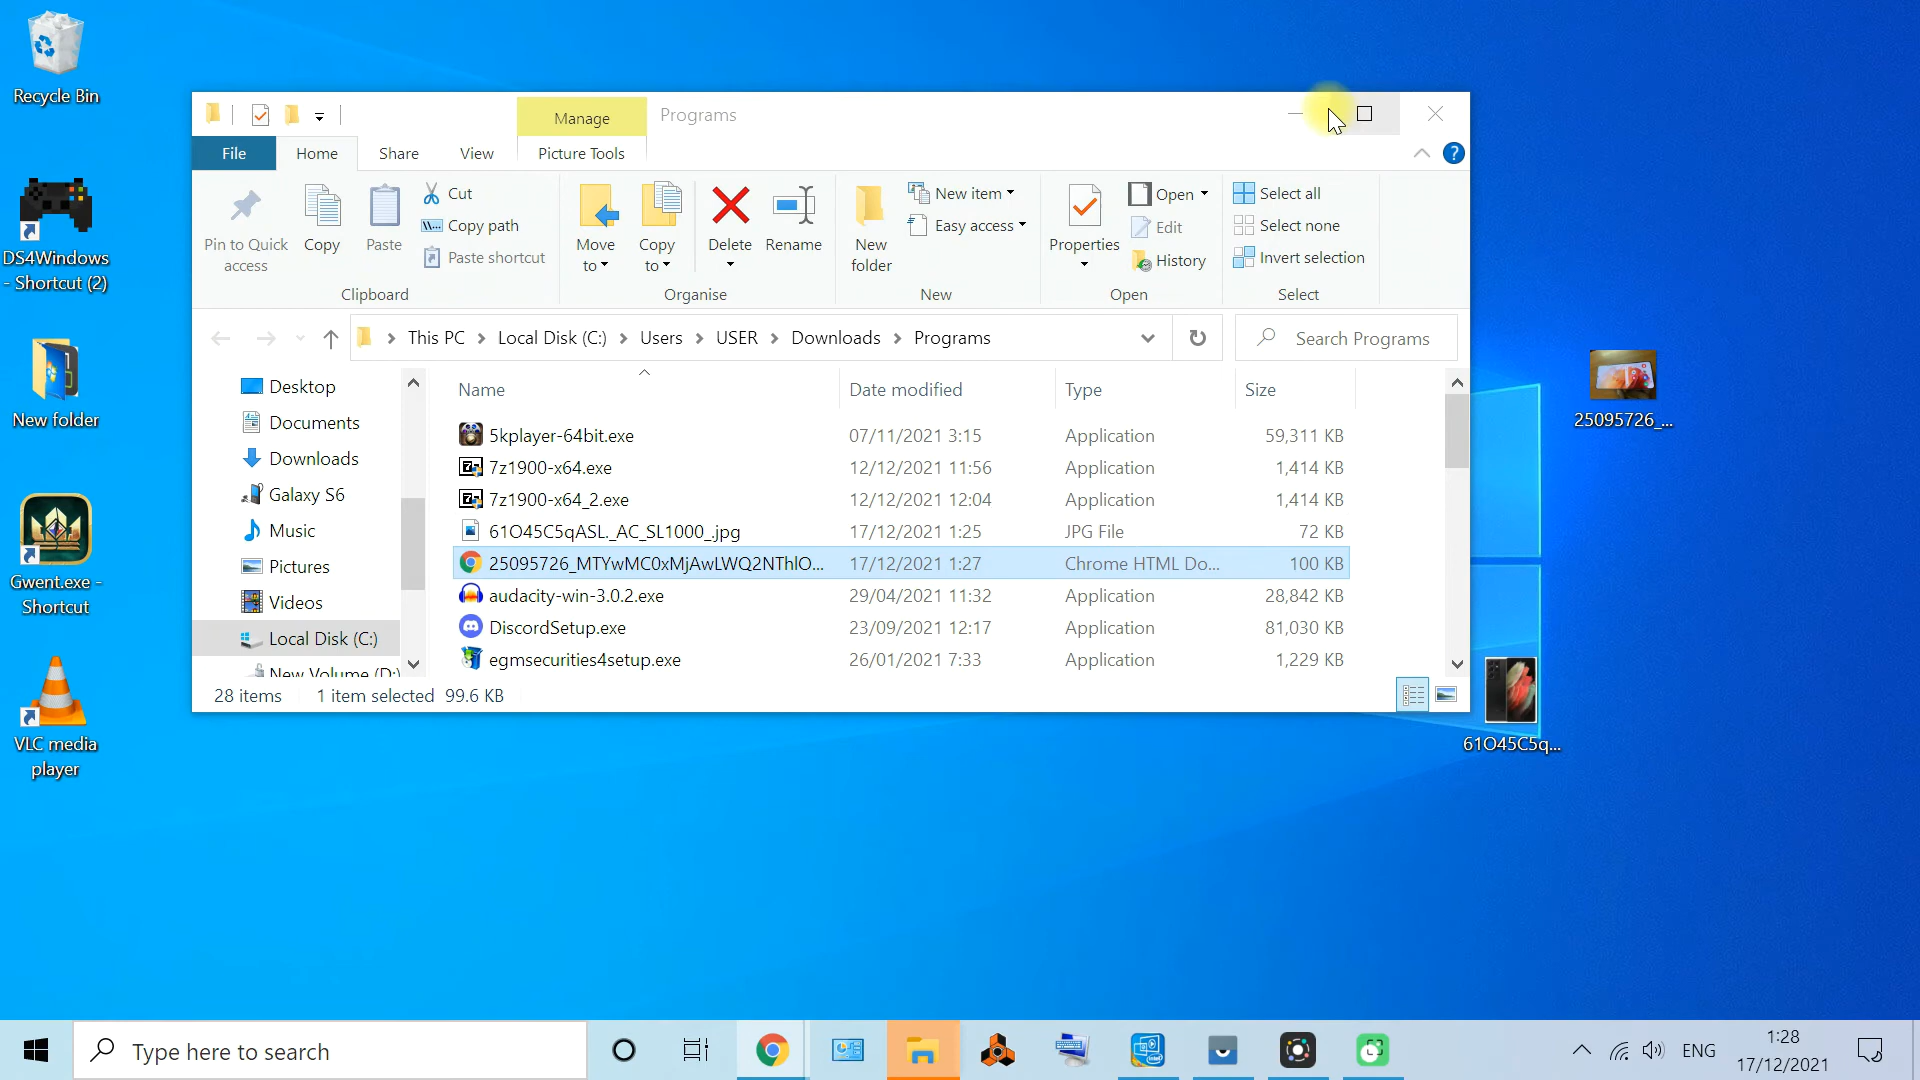 Recycle Bin
DS4Windows
- Shortcut (2)
New folder
Gwent.exe -
Shortcut
VLC media
player
Manage
Programs
File
Home
Share
View
Picture Tools
?
Pin to Quick
access
Copy
Paste
Cut
Copy path
Paste shortcut
Clipboard
Move
to
Copy
to
Delete
Rename
Organise
New
folder
New item
Easy access
New
Properties
Open
Edit
History
Open
Select all
Select none
Invert selection
Select
This PC
Local Disk (C:)
Users
USER
Downloads
Programs
Search Programs
Desktop
Documents
Downloads
Galaxy S6
Music
Pictures
Videos
Local Disk (C:)
New Volume (D:)
Name Date modified Type Size
5kplayer-64bit.exe 07/11/2021 3:15 Application 59,311 KB
7z1900-x64.exe 12/12/2021 11:56 Application 1,414 KB
7z1900-x64_2.exe 12/12/2021 12:04 Application 1,414 KB
61O45C5qASL._AC_SL1000_.jpg 17/12/2021 1:25 JPG File 72 KB
25095726_MTYwMC0xMjAwLWQ2NThlO... 17/12/2021 1:27 Chrome HTML Do... 100 KB
audacity-win-3.0.2.exe 29/04/2021 11:32 Application 28,842 KB
DiscordSetup.exe 23/09/2021 12:17 Application 81,030 KB
egmsecurities4setup.exe 26/01/2021 7:33 Application 1,229 KB
28 items 1 item selected 99.6 KB
25095726_...
61O45C5q...
Type here to search
ENG
1:28
17/12/2021